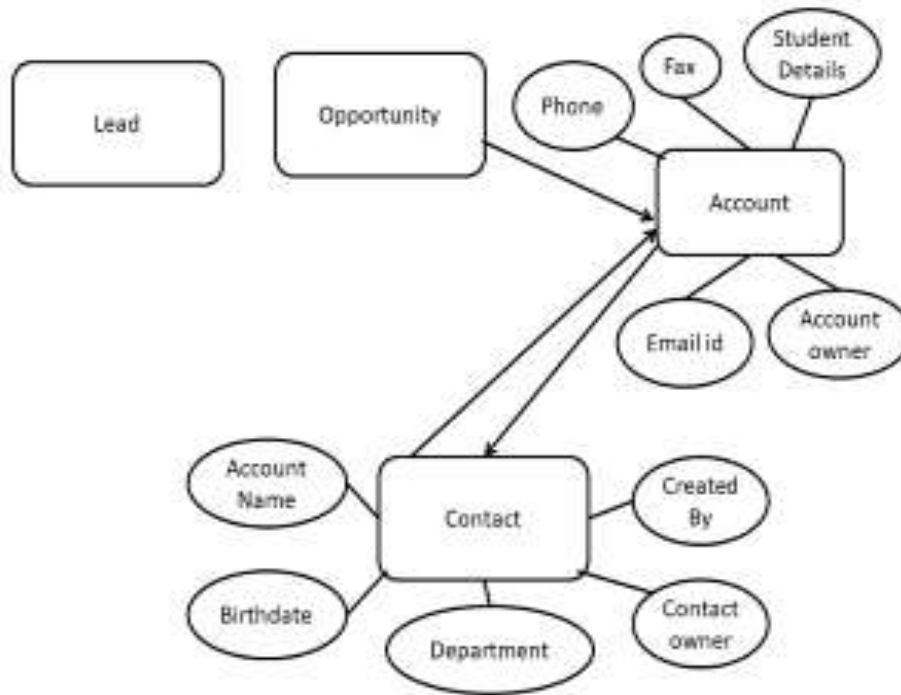 Lead
Opportunity
Phone
Fax
Student
Details
Account
Email id
Account
owner
Account
Name
Contact
Created
By
Birthdate
Department
Contact
owner